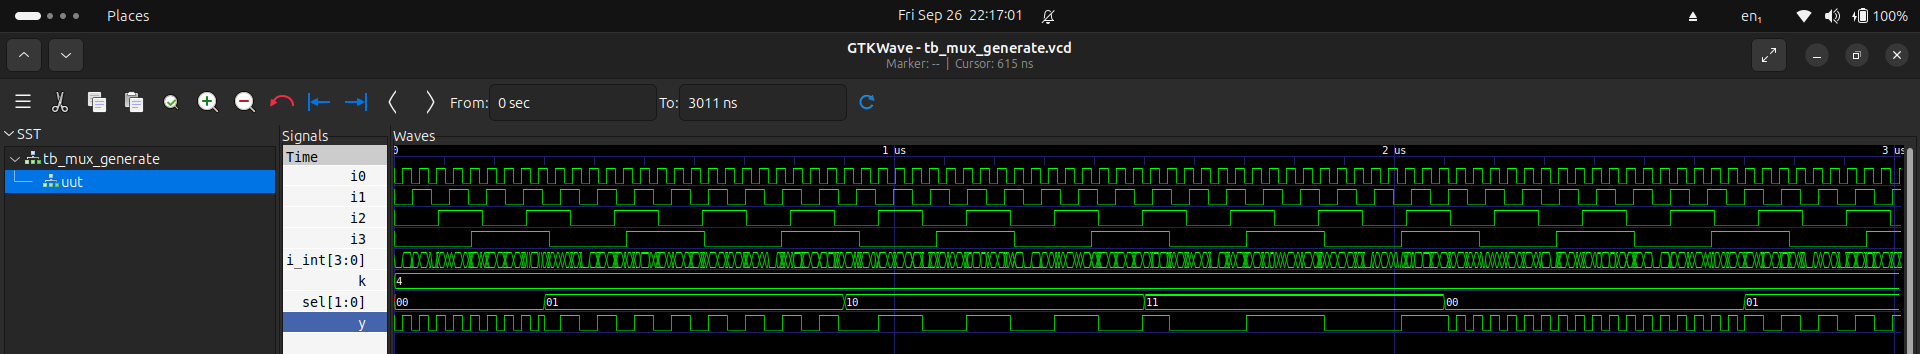 Places Fri Sep 26 22:17:01 en₁ 100%
GTKWave - tb_mux_generate.vcd
Marker: -- | Cursor: 615 ns
From: 0 sec To: 3011 ns
SST
tb_mux_generate
uut
Signals
Time
i0
i1
i2
i3
i_int[3:0]
k
sel[1:0]
y
Waves
0 1 us 2 us 3 us
4
00 01 10 11 00 01